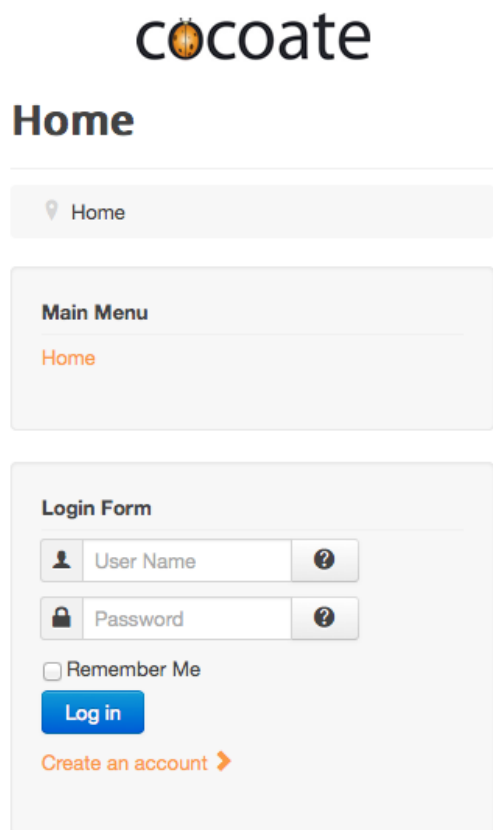 cocoate
Home
Home
Main Menu
Home
Login Form
User Name
Password
Remember Me
Log in
Create an account